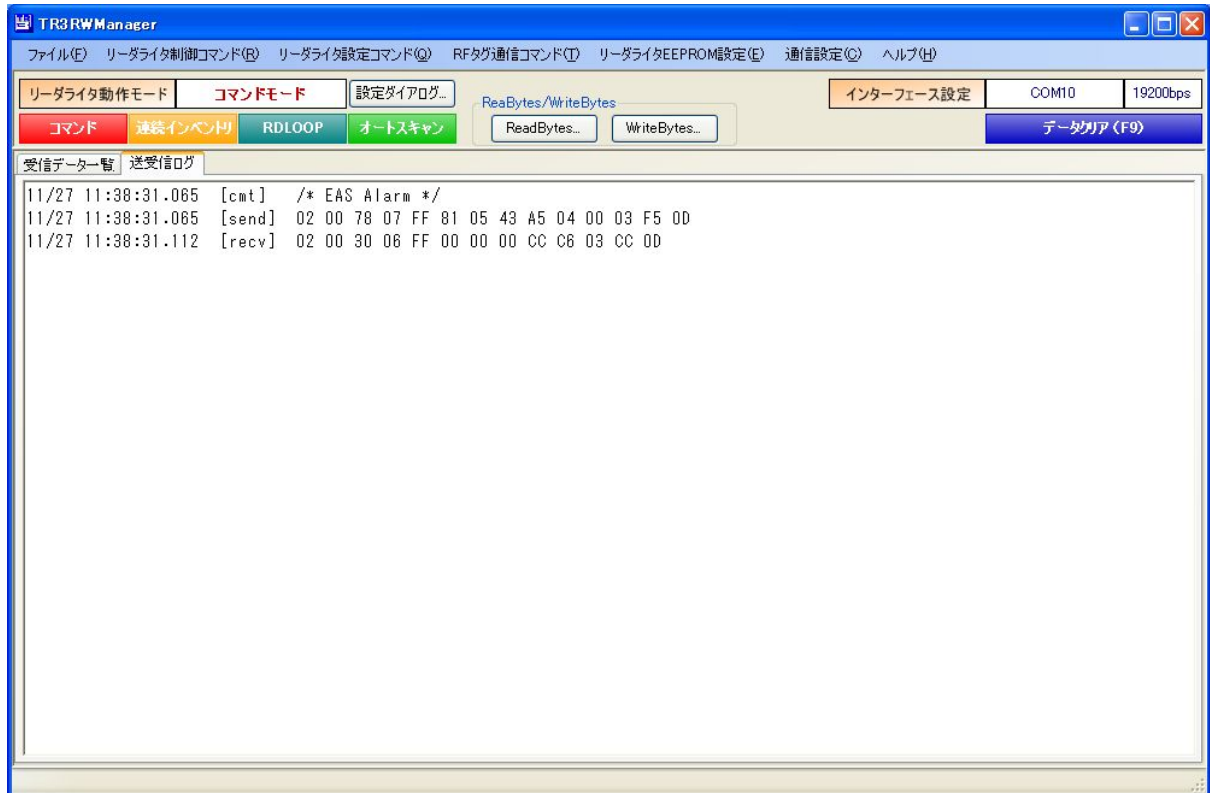 TR3RWManager
ファイル(F) リーダライタ制御コマンド(R) リーダライタ設定コマンド(Q) RFタグ通信コマンド(T) リーダライタEEPROM設定(E) 通信設定(C) ヘルプ(H)
リーダライタ動作モード コマンドモード 設定ダイアログ... ReaBytes/WriteBytes インターフェース設定 COM10 19200bps
コマンド 連続インベントリ RDLOOP オートスキャン ReadBytes... WriteBytes... データクリア(F9)
受信データ一覧 送受信ログ
11/27 11:38:31.065 [cmt] /* EAS Alarm */
11/27 11:38:31.065 [send] 02 00 78 07 FF 81 05 43 A5 04 00 03 F5 0D
11/27 11:38:31.112 [recv] 02 00 30 06 FF 00 00 00 CC C6 03 CC 0D